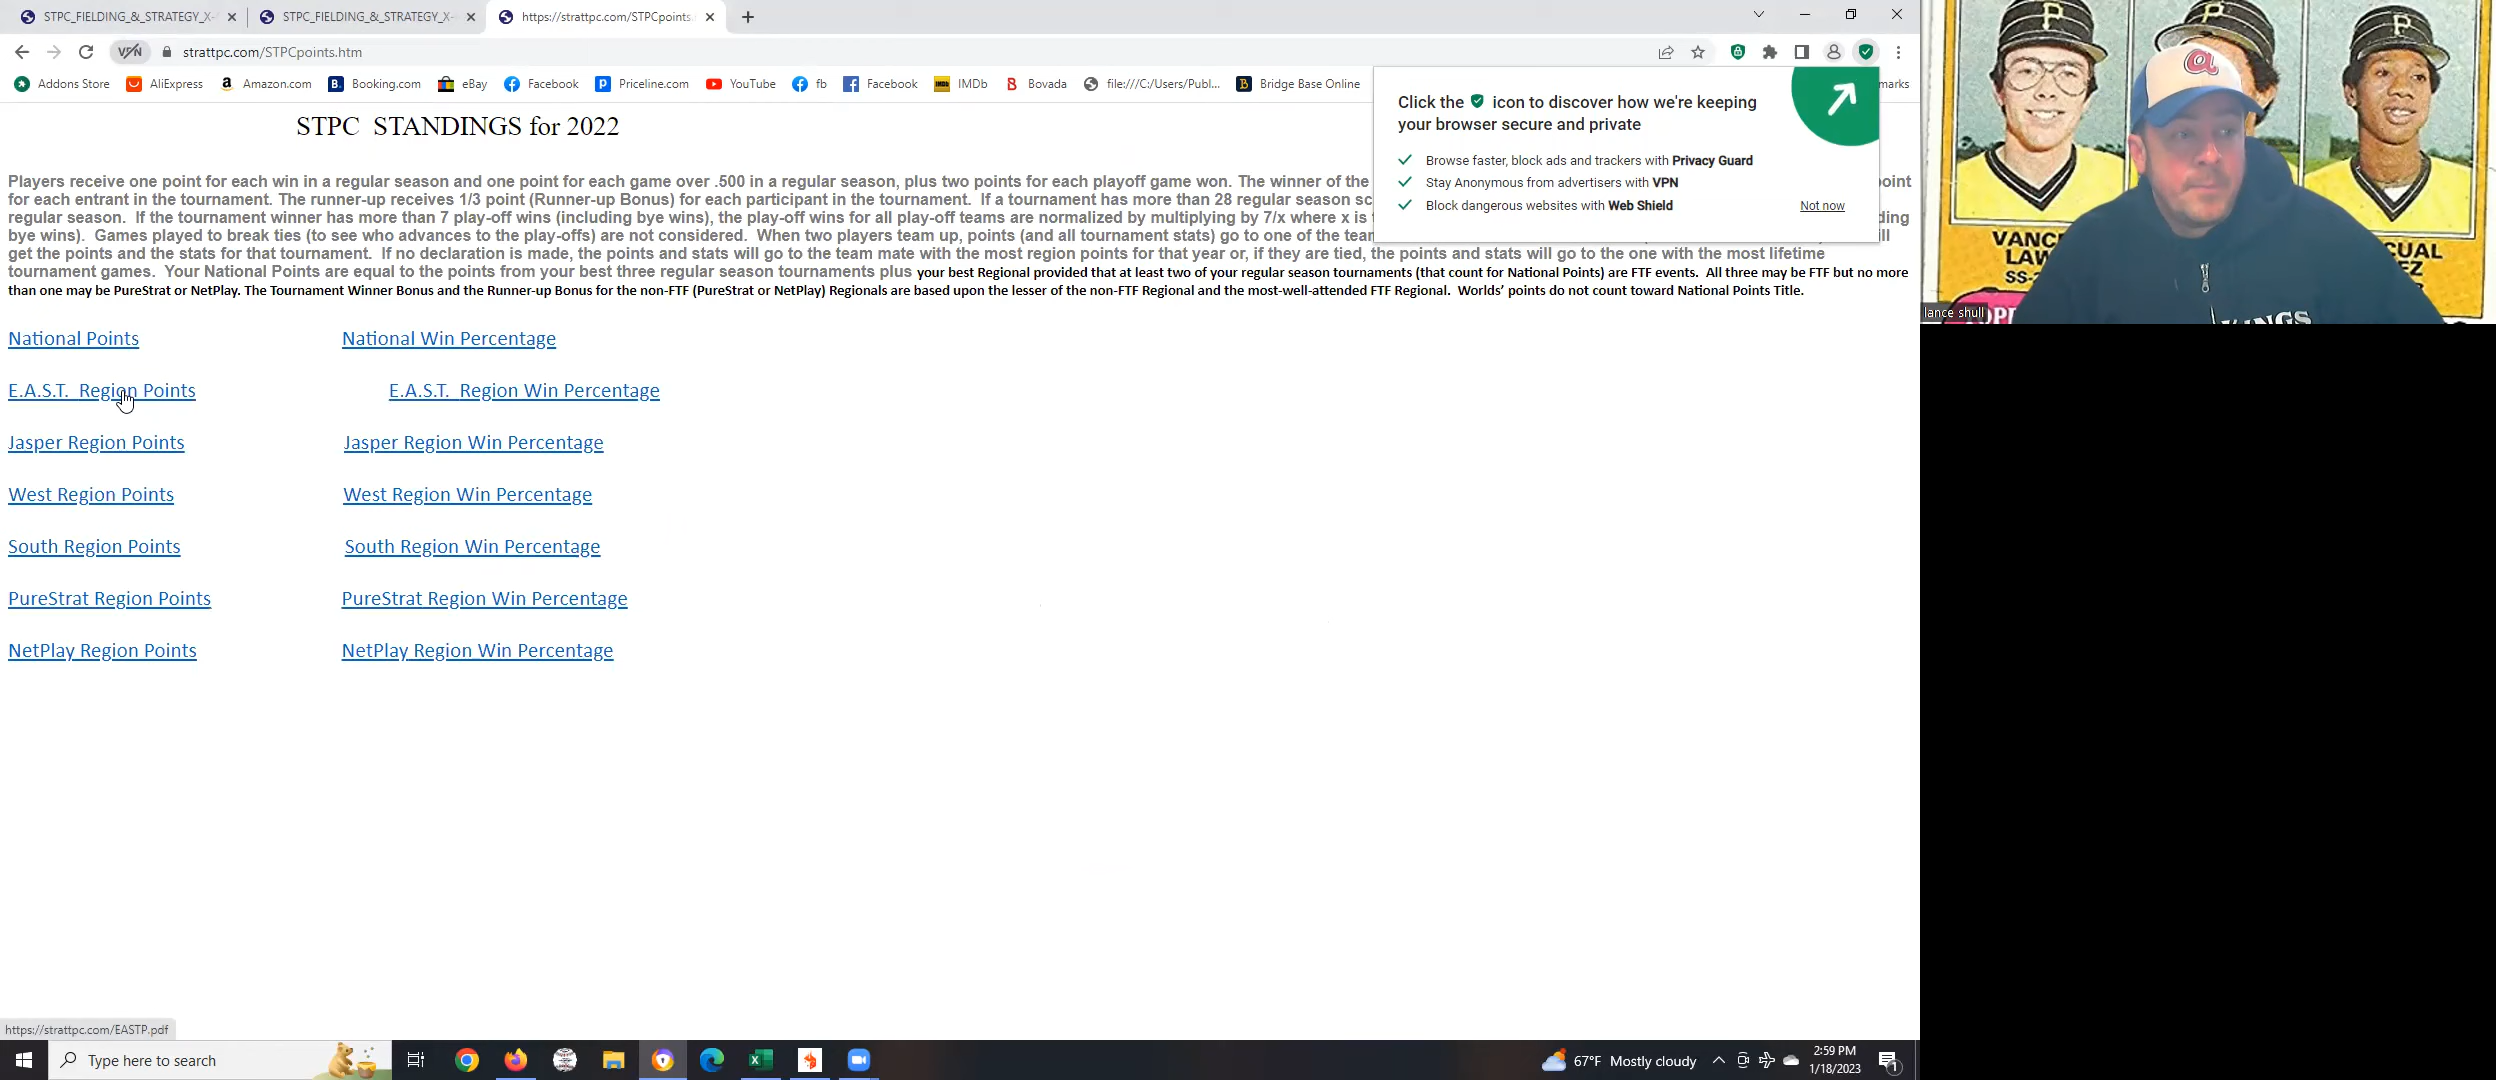 STPC_FIELDING_&_STRATEGY_X-
STPC_FIELDING_&_STRATEGY_X-
https://strattpc.com/STPCpoints.
VPN
strattpc.com/STPCpoints.htm
Addons Store
AliExpress
Amazon.com
Booking.com
eBay
Facebook
Priceline.com
YouTube
fb
Facebook
IMDb
Bovada
file:///C:/Users/Publ...
Bridge Base Online
marks
Click the icon to discover how we're keeping
your browser secure and private
Browse faster, block ads and trackers with Privacy Guard
Stay Anonymous from advertisers with VPN
Block dangerous websites with Web Shield
Not now
STPC STANDINGS for 2022
Players receive one point for each win in a regular season and one point for each game over .500 in a regular season, plus two points for each playoff game won. The winner of the
for each entrant in the tournament. The runner-up receives 1/3 point (Runner-up Bonus) for each participant in the tournament. If a tournament has more than 28 regular season sc
regular season. If the tournament winner has more than 7 play-off wins (including bye wins), the play-off wins for all play-off teams are normalized by multiplying by 7/x where x is
bye wins). Games played to break ties (to see who advances to the play-offs) are not considered. When two players team up, points (and all tournament stats) go to one of the tea
get the points and the stats for that tournament. If no declaration is made, the points and stats will go to the team mate with the most region points for that year or, if they are tied, the points and stats will go to the one with the most lifetime
tournament games. Your National Points are equal to the points from your best three regular season tournaments plus your best Regional provided that at least two of your regular season tournaments (that count for National Points) are FTF events. All three may be FTF but no more
than one may be PureStrat or NetPlay. The Tournament Winner Bonus and the Runner-up Bonus for the non-FTF (PureStrat or NetPlay) Regionals are based upon the lesser of the non-FTF Regional and the most-well-attended FTF Regional. Worlds' points do not count toward National Points Title.
National Points
National Win Percentage
E.A.S.T. Region Points
E.A.S.T. Region Win Percentage
Jasper Region Points
Jasper Region Win Percentage
West Region Points
West Region Win Percentage
South Region Points
South Region Win Percentage
PureStrat Region Points
PureStrat Region Win Percentage
NetPlay Region Points
NetPlay Region Win Percentage
https://strattpc.com/EASTP.pdf
Type here to search
67°F Mostly cloudy
2:59 PM
1/18/2023
1
P
P
a
VANC
LAW
SS-2
CUAL
EZ
lance shull
KINGS